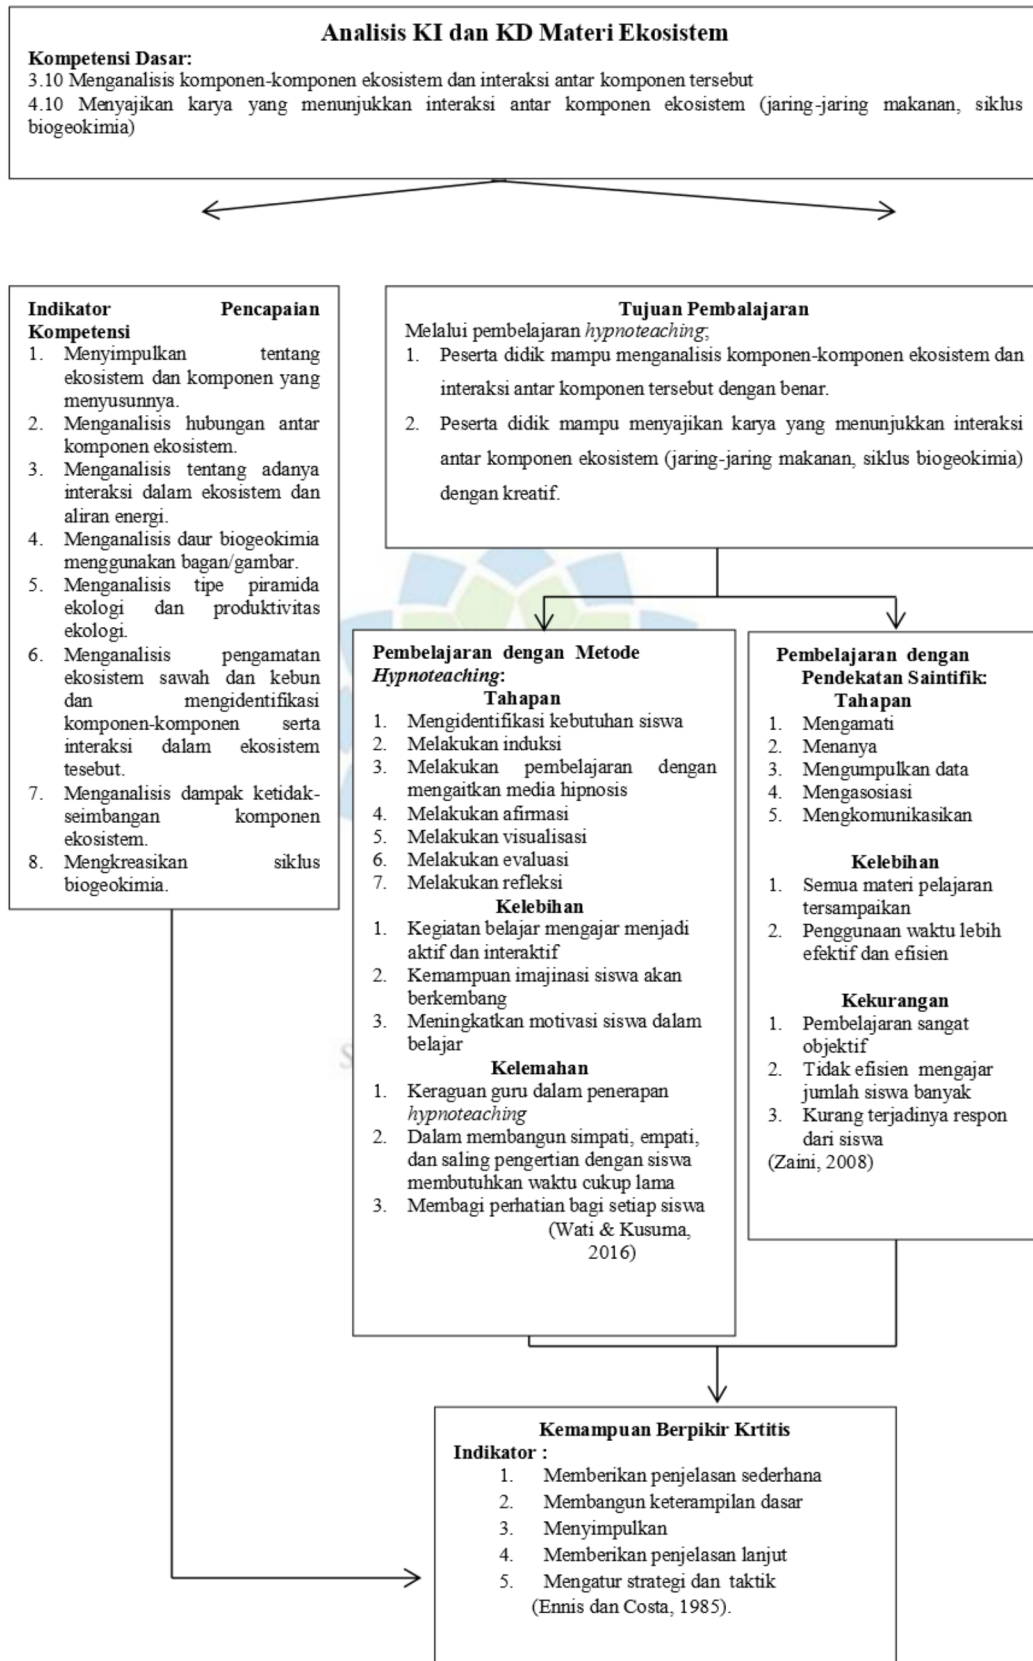 Analisis KI dan KD Materi Ekosistem
Kompetensi Dasar:
3.10 Menganalisis komponen-komponen ekosistem dan interaksi antar komponen tersebut
4.10 Menyajikan karya yang menunjukkan interaksi antar komponen ekosistem (jaring-jaring makanan, siklus
biogeokimia)
Indikator Pencapaian
Kompetensi
1. Menyimpulkan tentang
ekosistem dan komponen yang
menyusunnya.
2. Menganalisis hubungan antar
komponen ekosistem.
3. Menganalisis tentang adanya
interaksi dalam ekosistem dan
aliran energi.
4. Menganalisis daur biogeokimia
menggunakan bagan/gambar.
5. Menganalisis tipe piramida
ekologi dan produktivitas
ekologi.
6. Menganalisis pengamatan
ekosistem sawah dan kebun
dan mengidentifikasi
komponen-komponen serta
interaksi dalam ekosistem
tesebut.
7. Menganalisis dampak ketidak-
seimbangan komponen
ekosistem.
8. Mengkreasikan siklus
biogeokimia.
Tujuan Pembalajaran
Melalui pembelajaran hypnoteaching;
1. Peserta didik mampu menganalisis komponen-komponen ekosistem dan
interaksi antar komponen tersebut dengan benar.
2. Peserta didik mampu menyajikan karya yang menunjukkan interaksi
antar komponen ekosistem (jaring-jaring makanan, siklus biogeokimia)
dengan kreatif.
Pembelajaran dengan Metode
Hypnoteaching:
Tahapan
1. Mengidentifikasi kebutuhan siswa
2. Melakukan induksi
3. Melakukan pembelajaran dengan
mengaitkan media hipnosis
4. Melakukan afirmasi
5. Melakukan visualisasi
6. Melakukan evaluasi
7. Melakukan refleksi
Kelebihan
1. Kegiatan belajar mengajar menjadi
aktif dan interaktif
2. Kemampuan imajinasi siswa akan
berkembang
3. Meningkatkan motivasi siswa dalam
belajar
Kelemahan
1. Keraguan guru dalam penerapan
hypnoteaching
2. Dalam membangun simpati, empati,
dan saling pengertian dengan siswa
membutuhkan waktu cukup lama
3. Membagi perhatian bagi setiap siswa
(Wati & Kusuma,
2016)
Pembelajaran dengan
Pendekatan Saintifik:
Tahapan
1. Mengamati
2. Menanya
3. Mengumpulkan data
4. Mengasosiasi
5. Mengkomunikasikan
Kelebihan
1. Semua materi pelajaran
tersampaikan
2. Penggunaan waktu lebih
efektif dan efisien
Kekurangan
1. Pembelajaran sangat
objektif
2. Tidak efisien mengajar
jumlah siswa banyak
3. Kurang terjadinya respon
dari siswa
(Zaini, 2008)
Kemampuan Berpikir Krtitis
Indikator :
1. Memberikan penjelasan sederhana
2. Membangun keterampilan dasar
3. Menyimpulkan
4. Memberikan penjelasan lanjut
5. Mengatur strategi dan taktik
(Ennis dan Costa, 1985).